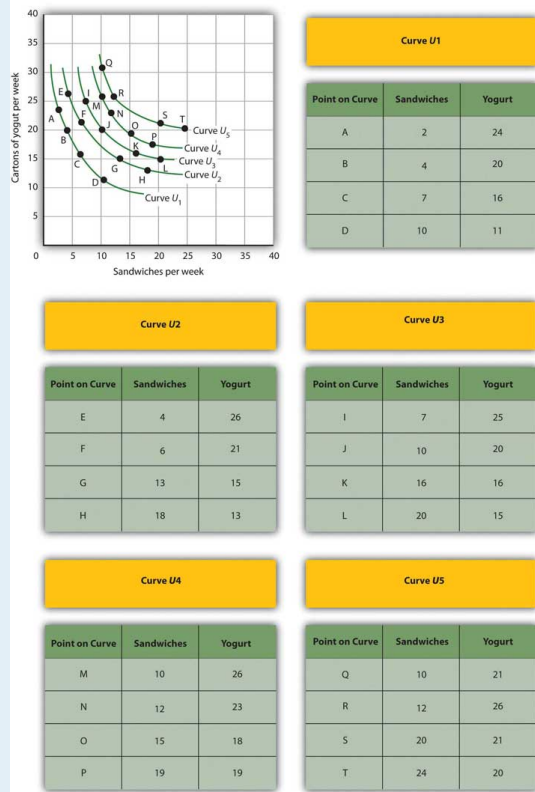 Cartons of yogut per week
40
35
30
25
20
15
10
5
0 5 10 15 20 25 30 35 40
Sandwiches per week
Q
E
I
M
R
A
F
J
N
S
T
B
O
P
C
K
G
L
D
H
Curve U5
Curve U4
Curve U3
Curve U2
Curve U1
Curve U1
Point on Curve Sandwiches Yogurt
A 2 24
B 4 20
C 7 16
D 10 11
Curve U2
Point on Curve Sandwiches Yogurt
E 4 26
F 6 21
G 13 15
H 18 13
Curve U3
Point on Curve Sandwiches Yogurt
I 7 25
J 10 20
K 16 16
L 20 15
Curve U4
Point on Curve Sandwiches Yogurt
M 10 26
N 12 23
O 15 18
P 19 19
Curve U5
Point on Curve Sandwiches Yogurt
Q 10 21
R 12 26
S 20 21
T 24 20